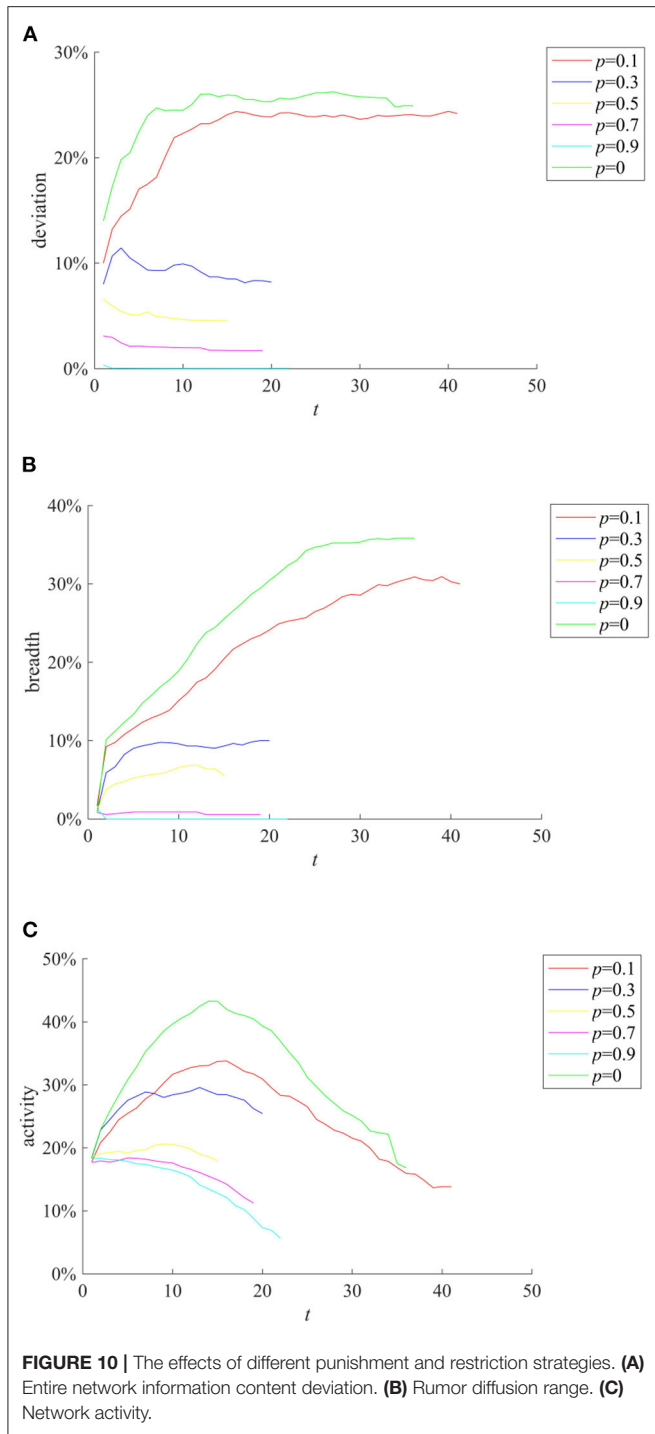 A
30%
20%
10%
0%
deviation
0
10
20
30
40
50
t
p=0.1
p=0.3
p=0.5
p=0.7
p=0.9
p=0
B
40%
30%
20%
10%
0%
breadth
0
10
20
30
40
50
t
p=0.1
p=0.3
p=0.5
p=0.7
p=0.9
p=0
C
50%
40%
30%
20%
10%
0%
activity
0
10
20
30
40
50
t
p=0.1
p=0.3
p=0.5
p=0.7
p=0.9
p=0
FIGURE 10 | The effects of different punishment and restriction strategies. (A)
Entire network information content deviation. (B) Rumor diffusion range. (C)
Network activity.